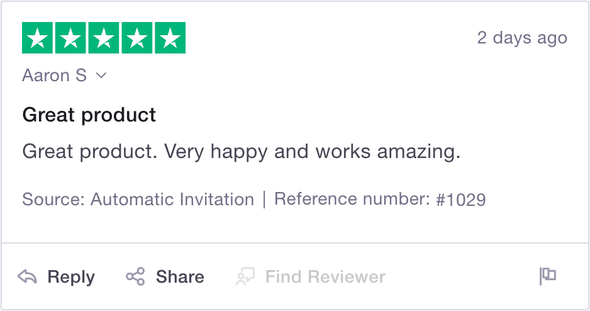 2 days ago
Aaron S
Great product
Great product. Very happy and works amazing.
Source: Automatic Invitation | Reference number: #1029
Reply Share Find Reviewer